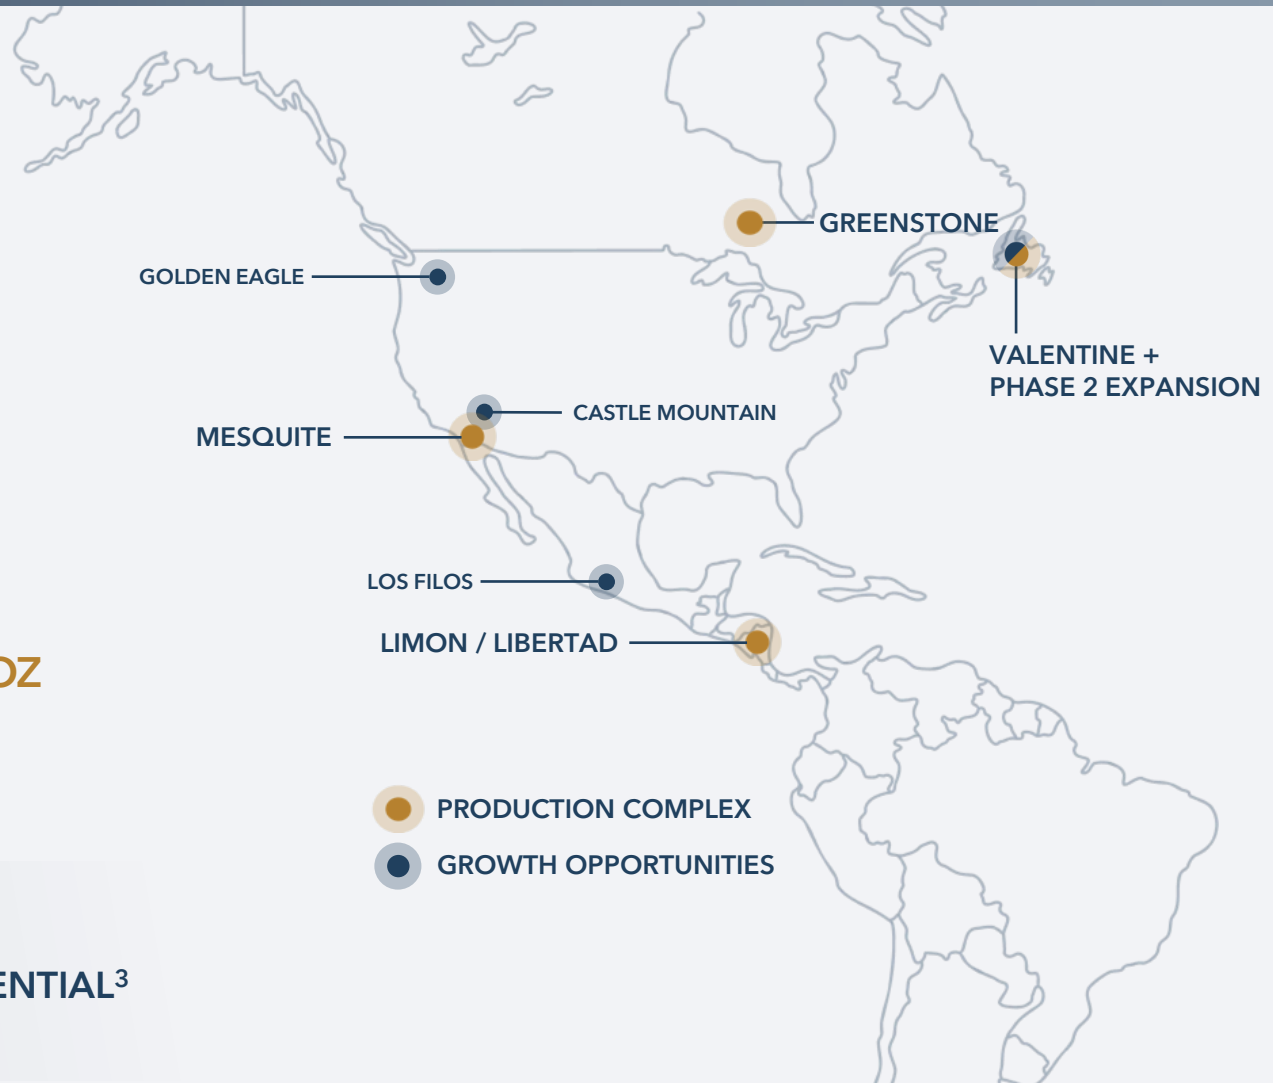 GREENSTONE
GOLDEN EAGLE
VALENTINE +
PHASE 2 EXPANSION
CASTLE MOUNTAIN
MESQUITE
LOS FILOS
LIMON / LIBERTAD
OZ
PRODUCTION COMPLEX
GROWTH OPPORTUNITIES
ENTIAL³